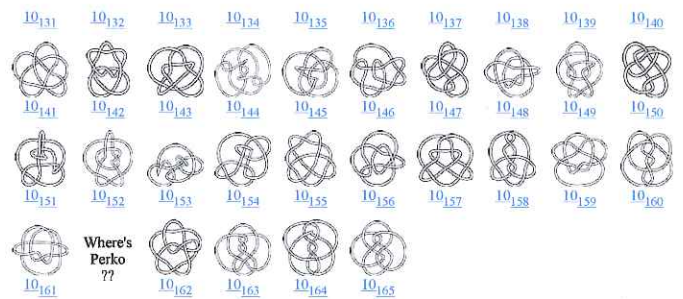 10₁₃₁ 10₁₃₂ 10₁₃₃ 10₁₃₄ 10₁₃₅ 10₁₃₆ 10₁₃₇ 10₁₃₈ 10₁₃₉ 10₁₄₀
10₁₄₁ 10₁₄₂ 10₁₄₃ 10₁₄₄ 10₁₄₅ 10₁₄₆ 10₁₄₇ 10₁₄₈ 10₁₄₉ 10₁₅₀
10₁₅₁ 10₁₅₂ 10₁₅₃ 10₁₅₄ 10₁₅₅ 10₁₅₆ 10₁₅₇ 10₁₅₈ 10₁₅₉ 10₁₆₀
Where's
Perko
??
10₁₆₁ 10₁₆₂ 10₁₆₃ 10₁₆₄ 10₁₆₅